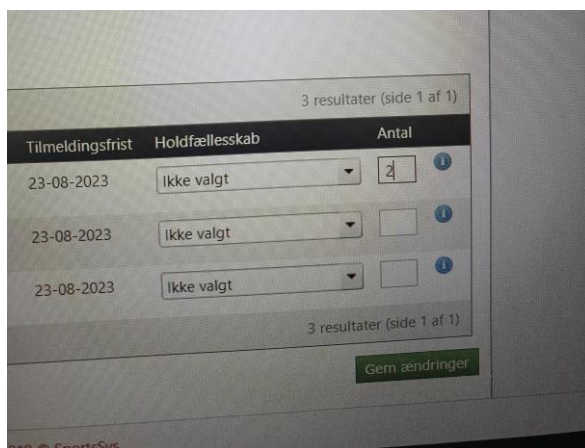 3 resultater (side 1 af 1)
Tilmeldingsfrist Holdfællesskab Antal
23-08-2023 Ikke valgt 2
23-08-2023 Ikke valgt
23-08-2023 Ikke valgt
3 resultater (side 1 af 1)
Gem ændringer
© SportsSys